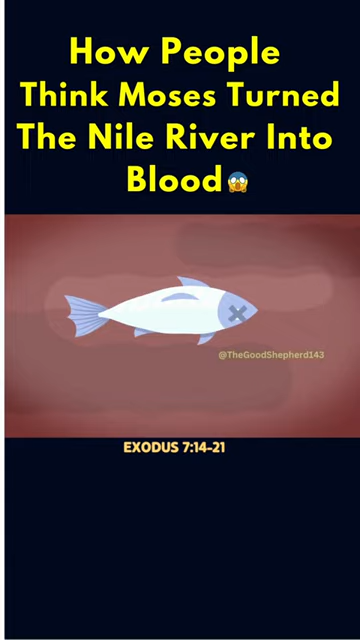 How People
Think Moses Turned
The Nile River Into
Blood😱
@TheGoodShepherd143
EXODUS 7:14-21